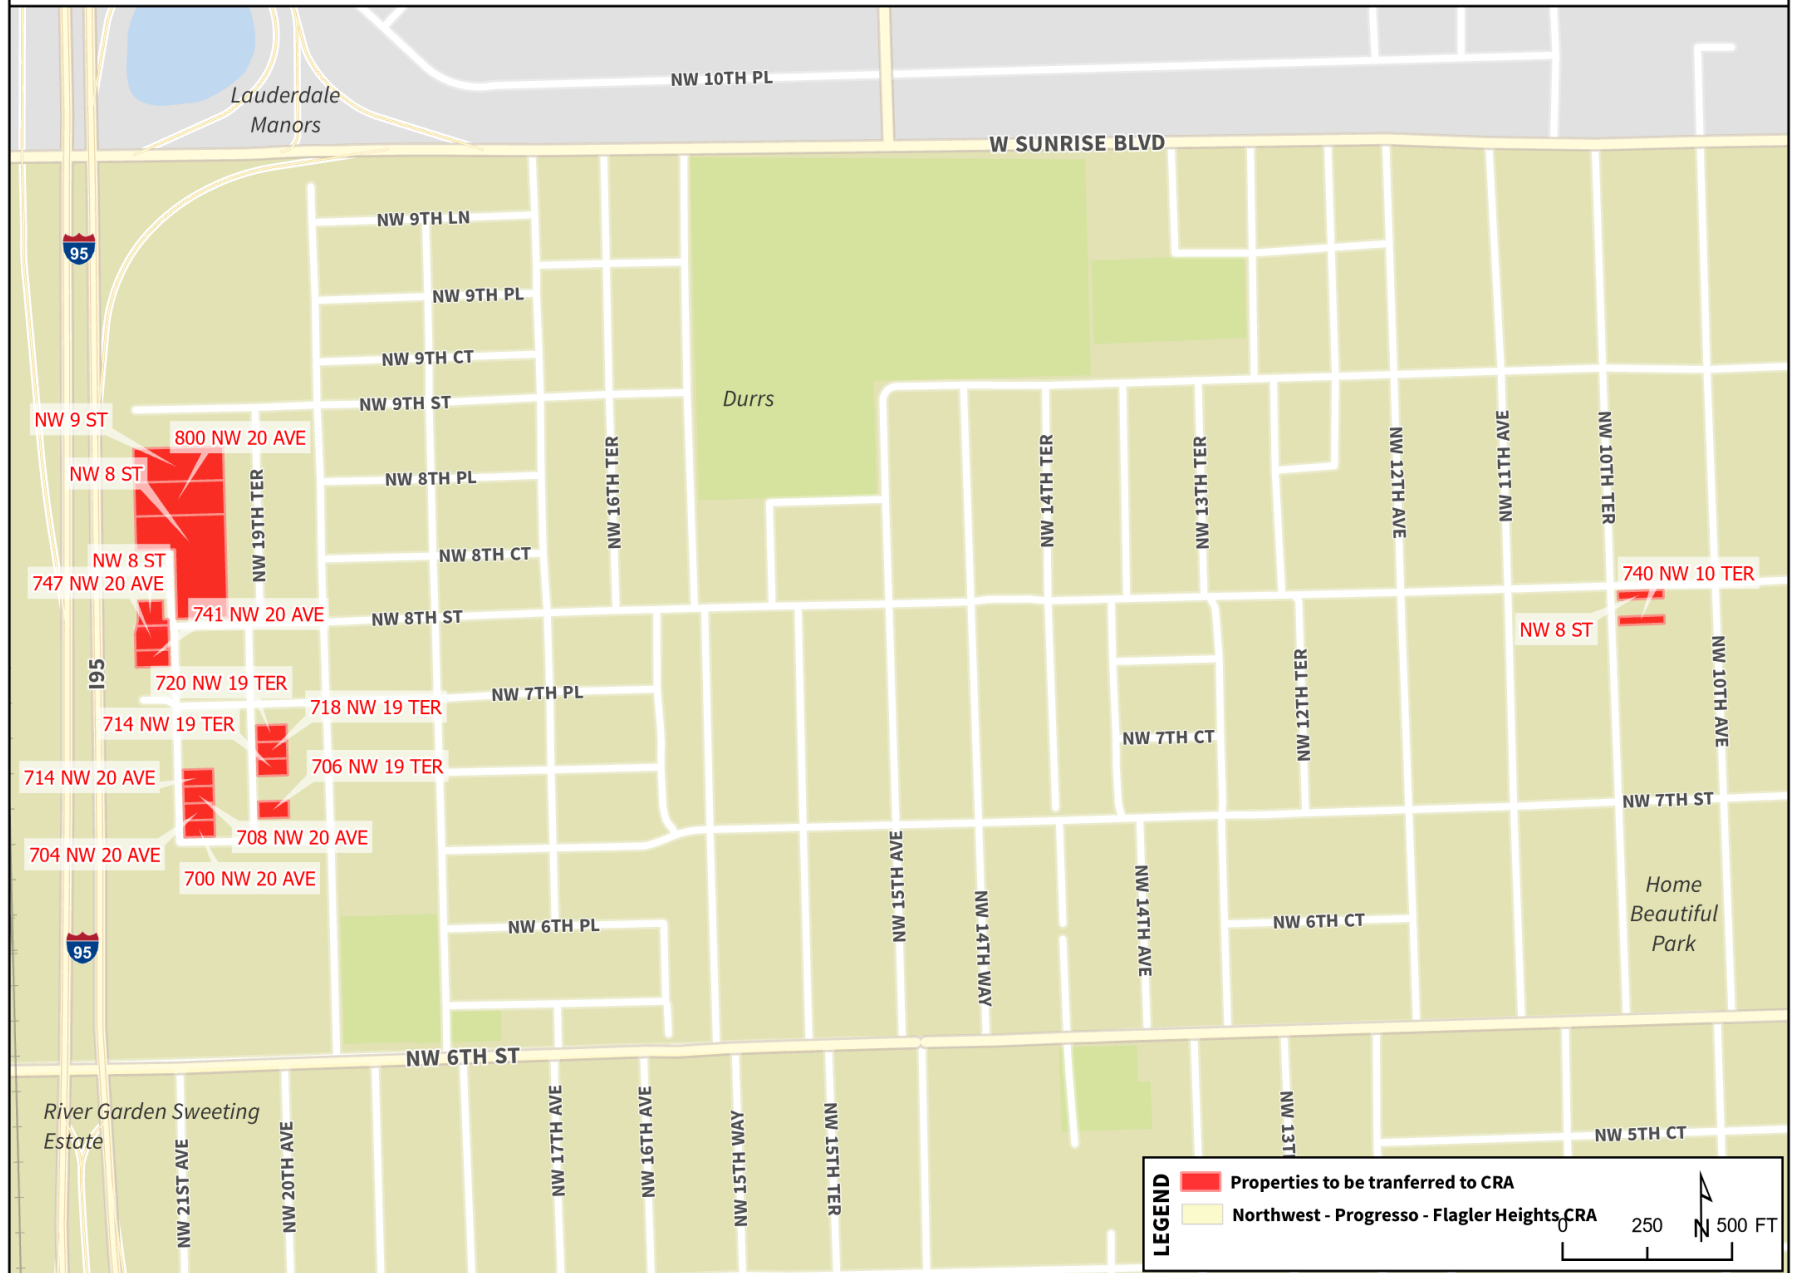 NW 10TH PL
Lauderdale
Manors
W SUNRISE BLVD
NW 9TH LN
95
NW 9TH PL
NW 9TH CT
Durrs
NW 9TH ST
NW 9 ST
800 NW 20 AVE
NW 8 ST
NW 8TH PL
NW 19TH TER
NW 16TH TER
NW 14TH TER
NW 13TH TER
NW 12TH AVE
NW 11TH AVE
NW 10TH TER
NW 8TH CT
NW 8 ST
747 NW 20 AVE
740 NW 10 TER
741 NW 20 AVE
NW 8TH ST
NW 8 ST
I95
720 NW 19 TER
NW 7TH PL
718 NW 19 TER
714 NW 19 TER
NW 7TH CT
NW 12TH TER
NW 10TH AVE
706 NW 19 TER
714 NW 20 AVE
NW 7TH ST
708 NW 20 AVE
704 NW 20 AVE
700 NW 20 AVE
NW 15TH AVE
NW 14TH WAY
NW 14TH AVE
Home
Beautiful
Park
NW 6TH PL
NW 6TH CT
95
NW 6TH ST
River Garden Sweeting
Estate
NW 21ST AVE
NW 20TH AVE
NW 17TH AVE
NW 16TH AVE
NW 15TH WAY
NW 15TH TER
NW 13T
NW 5TH CT
LEGEND
Properties to be tranferred to CRA
Northwest - Progresso - Flagler Heights CRA
N
0 250 500 FT